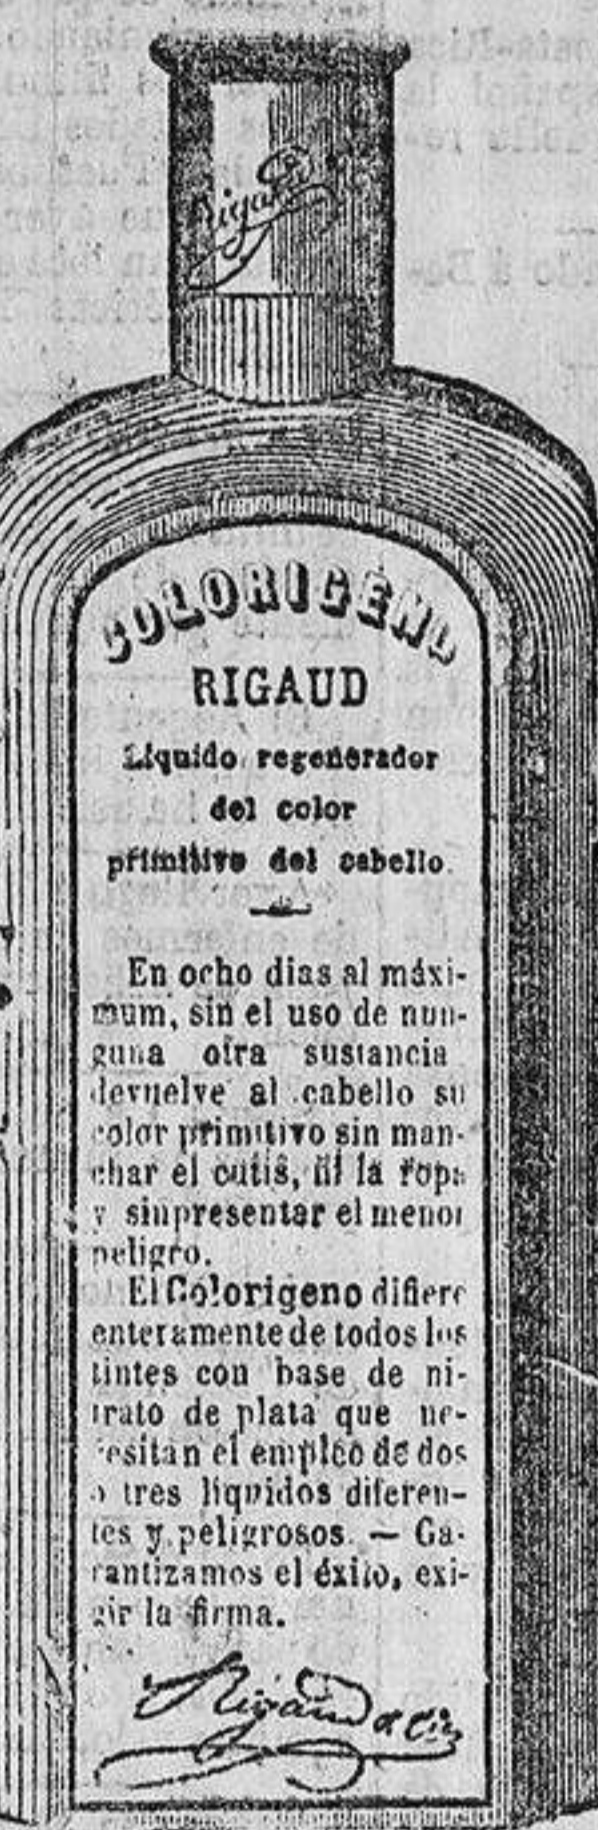 Rigaud
COLORIGENO
RIGAUD
Líquido regenerador
del color
primitivo del cabello.
En ocho dias al máxi-
mum, sin el uso de nun-
guna otra sustancia
devuelve al cabello su
color primitivo sin man-
char el cutis, ni la ropa
y sinpresentar el menor
peligro.
El Colorigeno difiere
enteramente de todos los
tintes con base de ni-
trato de plata que ne-
cesitan el empleo de dos
o tres liquidos diferen-
tes y peligrosos. — Ga-
rantizamos el éxito, exi-
gir la firma.
Rigaud & Cia